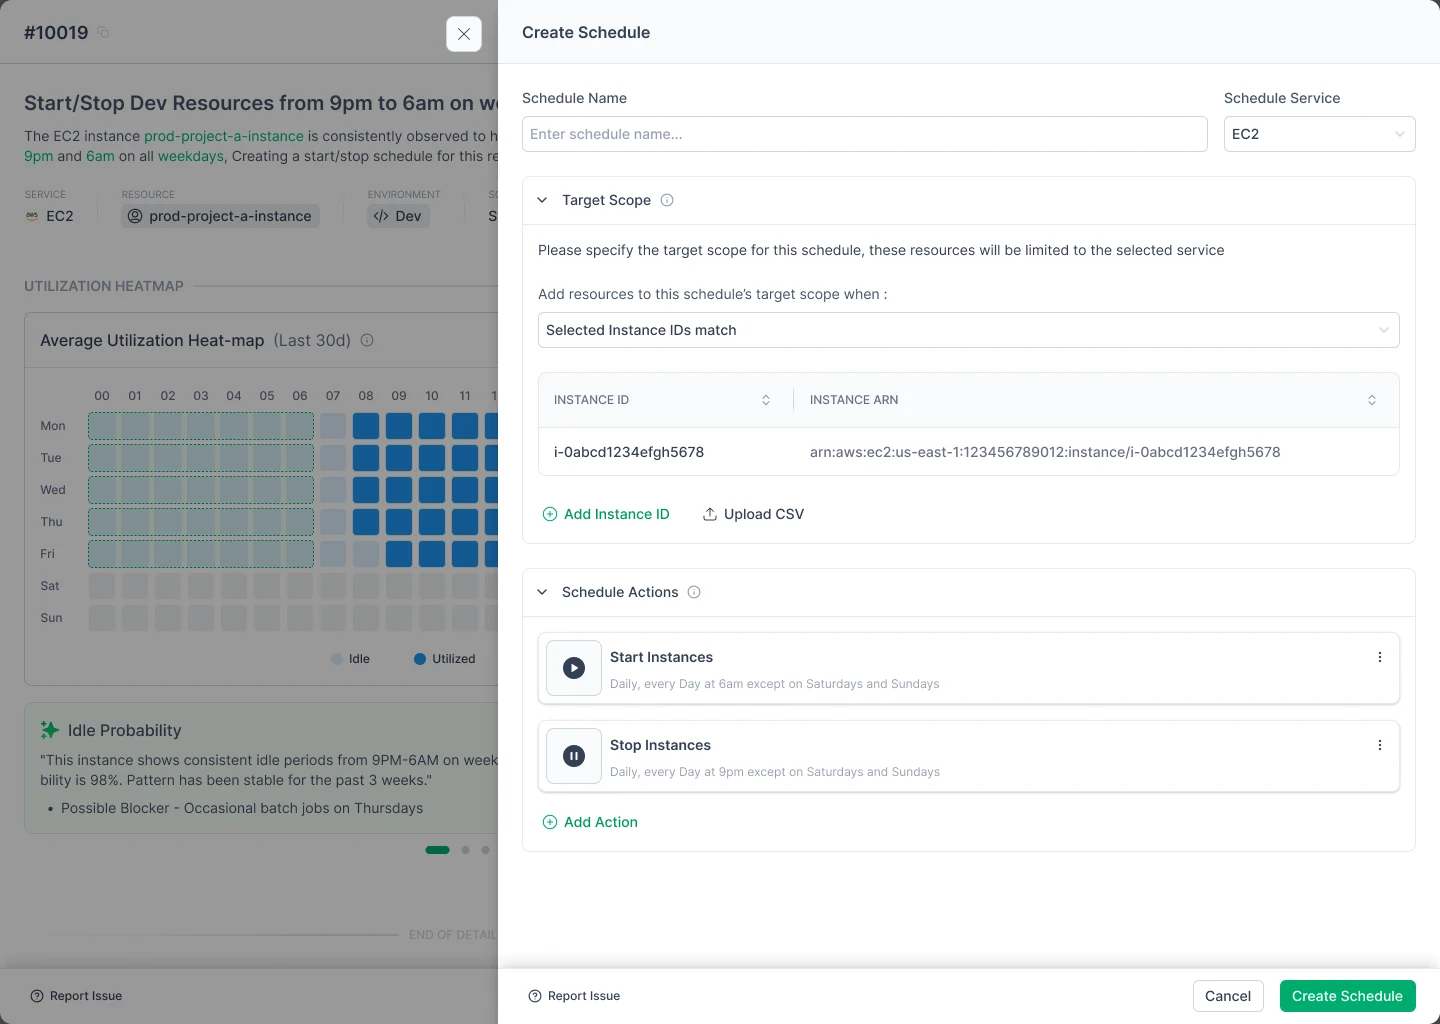 #10019
Start/Stop Dev Resources from 9pm to 6am on
The EC2 instance prod-project-a-instance is consistently observed to
9pm and 6am on all weekdays, Creating a start/stop schedule for this
SERVICE
RESOURCE
ENVIRONMENT
EC2
prod-project-a-instance
Dev
UTILIZATION HEATMAP
Average Utilization Heat-map (Last 30d)
00 01 02 03 04 05 06 07 08 09 10 11
Mon
Tue
Wed
Thu
Fri
Sat
Sun
Idle
Utilized
Idle Probability
"This instance shows consistent idle periods from 9PM-6AM on week
bility is 98%. Pattern has been stable for the past 3 weeks."
• Possible Blocker - Occasional batch jobs on Thursdays
END OF DETAIL
Report Issue
Create Schedule
Schedule Name
Schedule Service
Enter schedule name...
EC2
Target Scope
Please specify the target scope for this schedule, these resources will be limited to the selected service
Add resources to this schedule's target scope when :
Selected Instance IDs match
INSTANCE ID
INSTANCE ARN
i-0abcd1234efgh5678
arn:aws:ec2:us-east-1:123456789012:instance/i-0abcd1234efgh5678
Add Instance ID
Upload CSV
Schedule Actions
Start Instances
Daily, every Day at 6am except on Saturdays and Sundays
Stop Instances
Daily, every Day at 9pm except on Saturdays and Sundays
Add Action
Report Issue
Cancel
Create Schedule